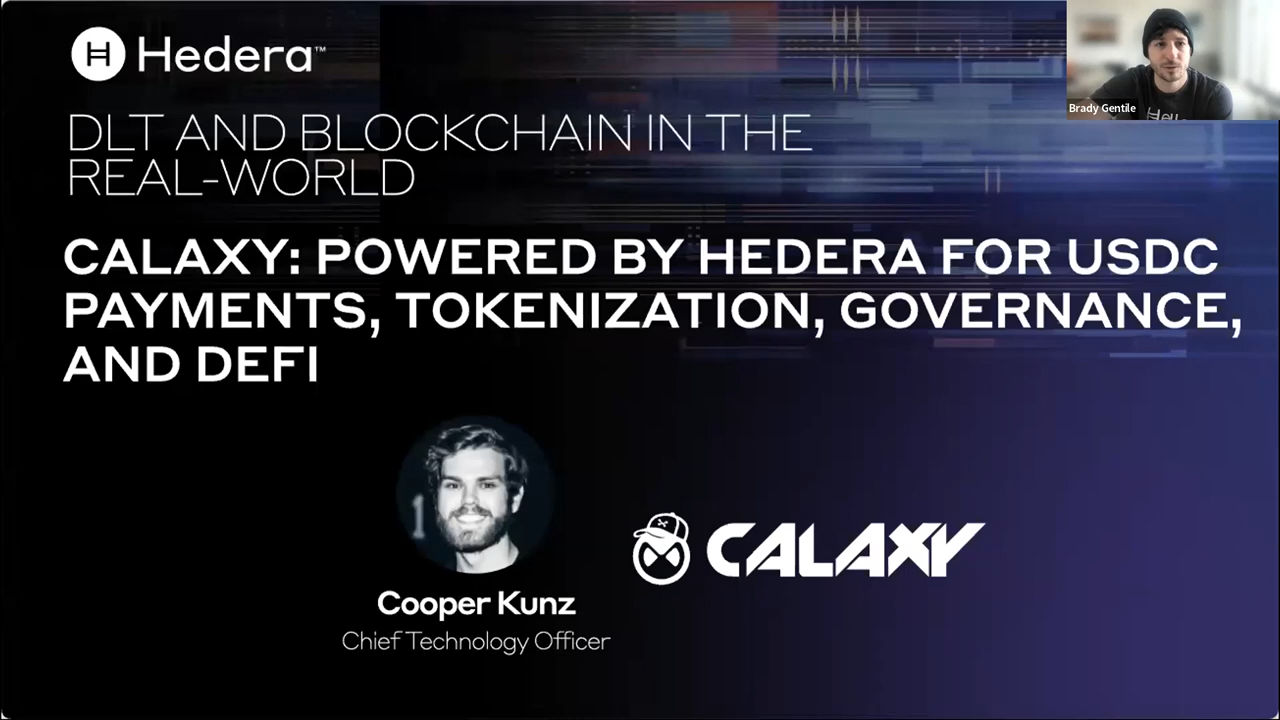 Hedera™
DLT AND BLOCKCHAIN IN THE
REAL-WORLD
Brady Gentile
CALAXY: POWERED BY HEDERA FOR USDC
PAYMENTS, TOKENIZATION, GOVERNANCE,
AND DEFI
CALAXY
Cooper Kunz
Chief Technology Officer